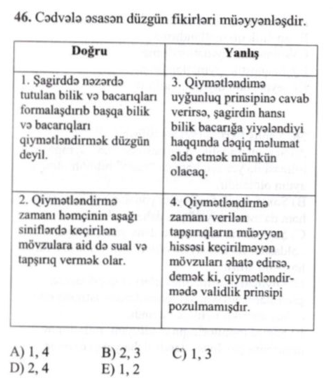 46. Cədvələ əsasən düzgün fikirləri müəyyənləşdir.
Doğru
Yanlış
1. Şagirddə nəzərdə
tutulan bilik və bacarıqları
formalaşdırıb başqa bilik
və bacarıqları
qiymətləndirmək düzgün
deyil.
3. Qiymətləndimə
uyğunluq prinsipinə cavab
verirsə, şagirdin hansı
bilik bacarığa yiyələndiyi
haqqında dəqiq məlumat
əldə etmək mümkün
olacaq.
2. Qiymətləndirmə
zamanı həmçinin aşağı
siniflərdə keçirilən
mövzulara aid də sual və
tapşırıq vermək olar.
4. Qiymətləndirmə
zamanı verilən
tapşırıqların müəyyən
hissəsi keçirilməyən
mövzuları əhatə edirsə,
demək ki, qiymətləndir-
mədə validlik prinsipi
pozulmamışdır.
A) 1, 4 B) 2, 3 C) 1, 3
D) 2, 4 E) 1, 2